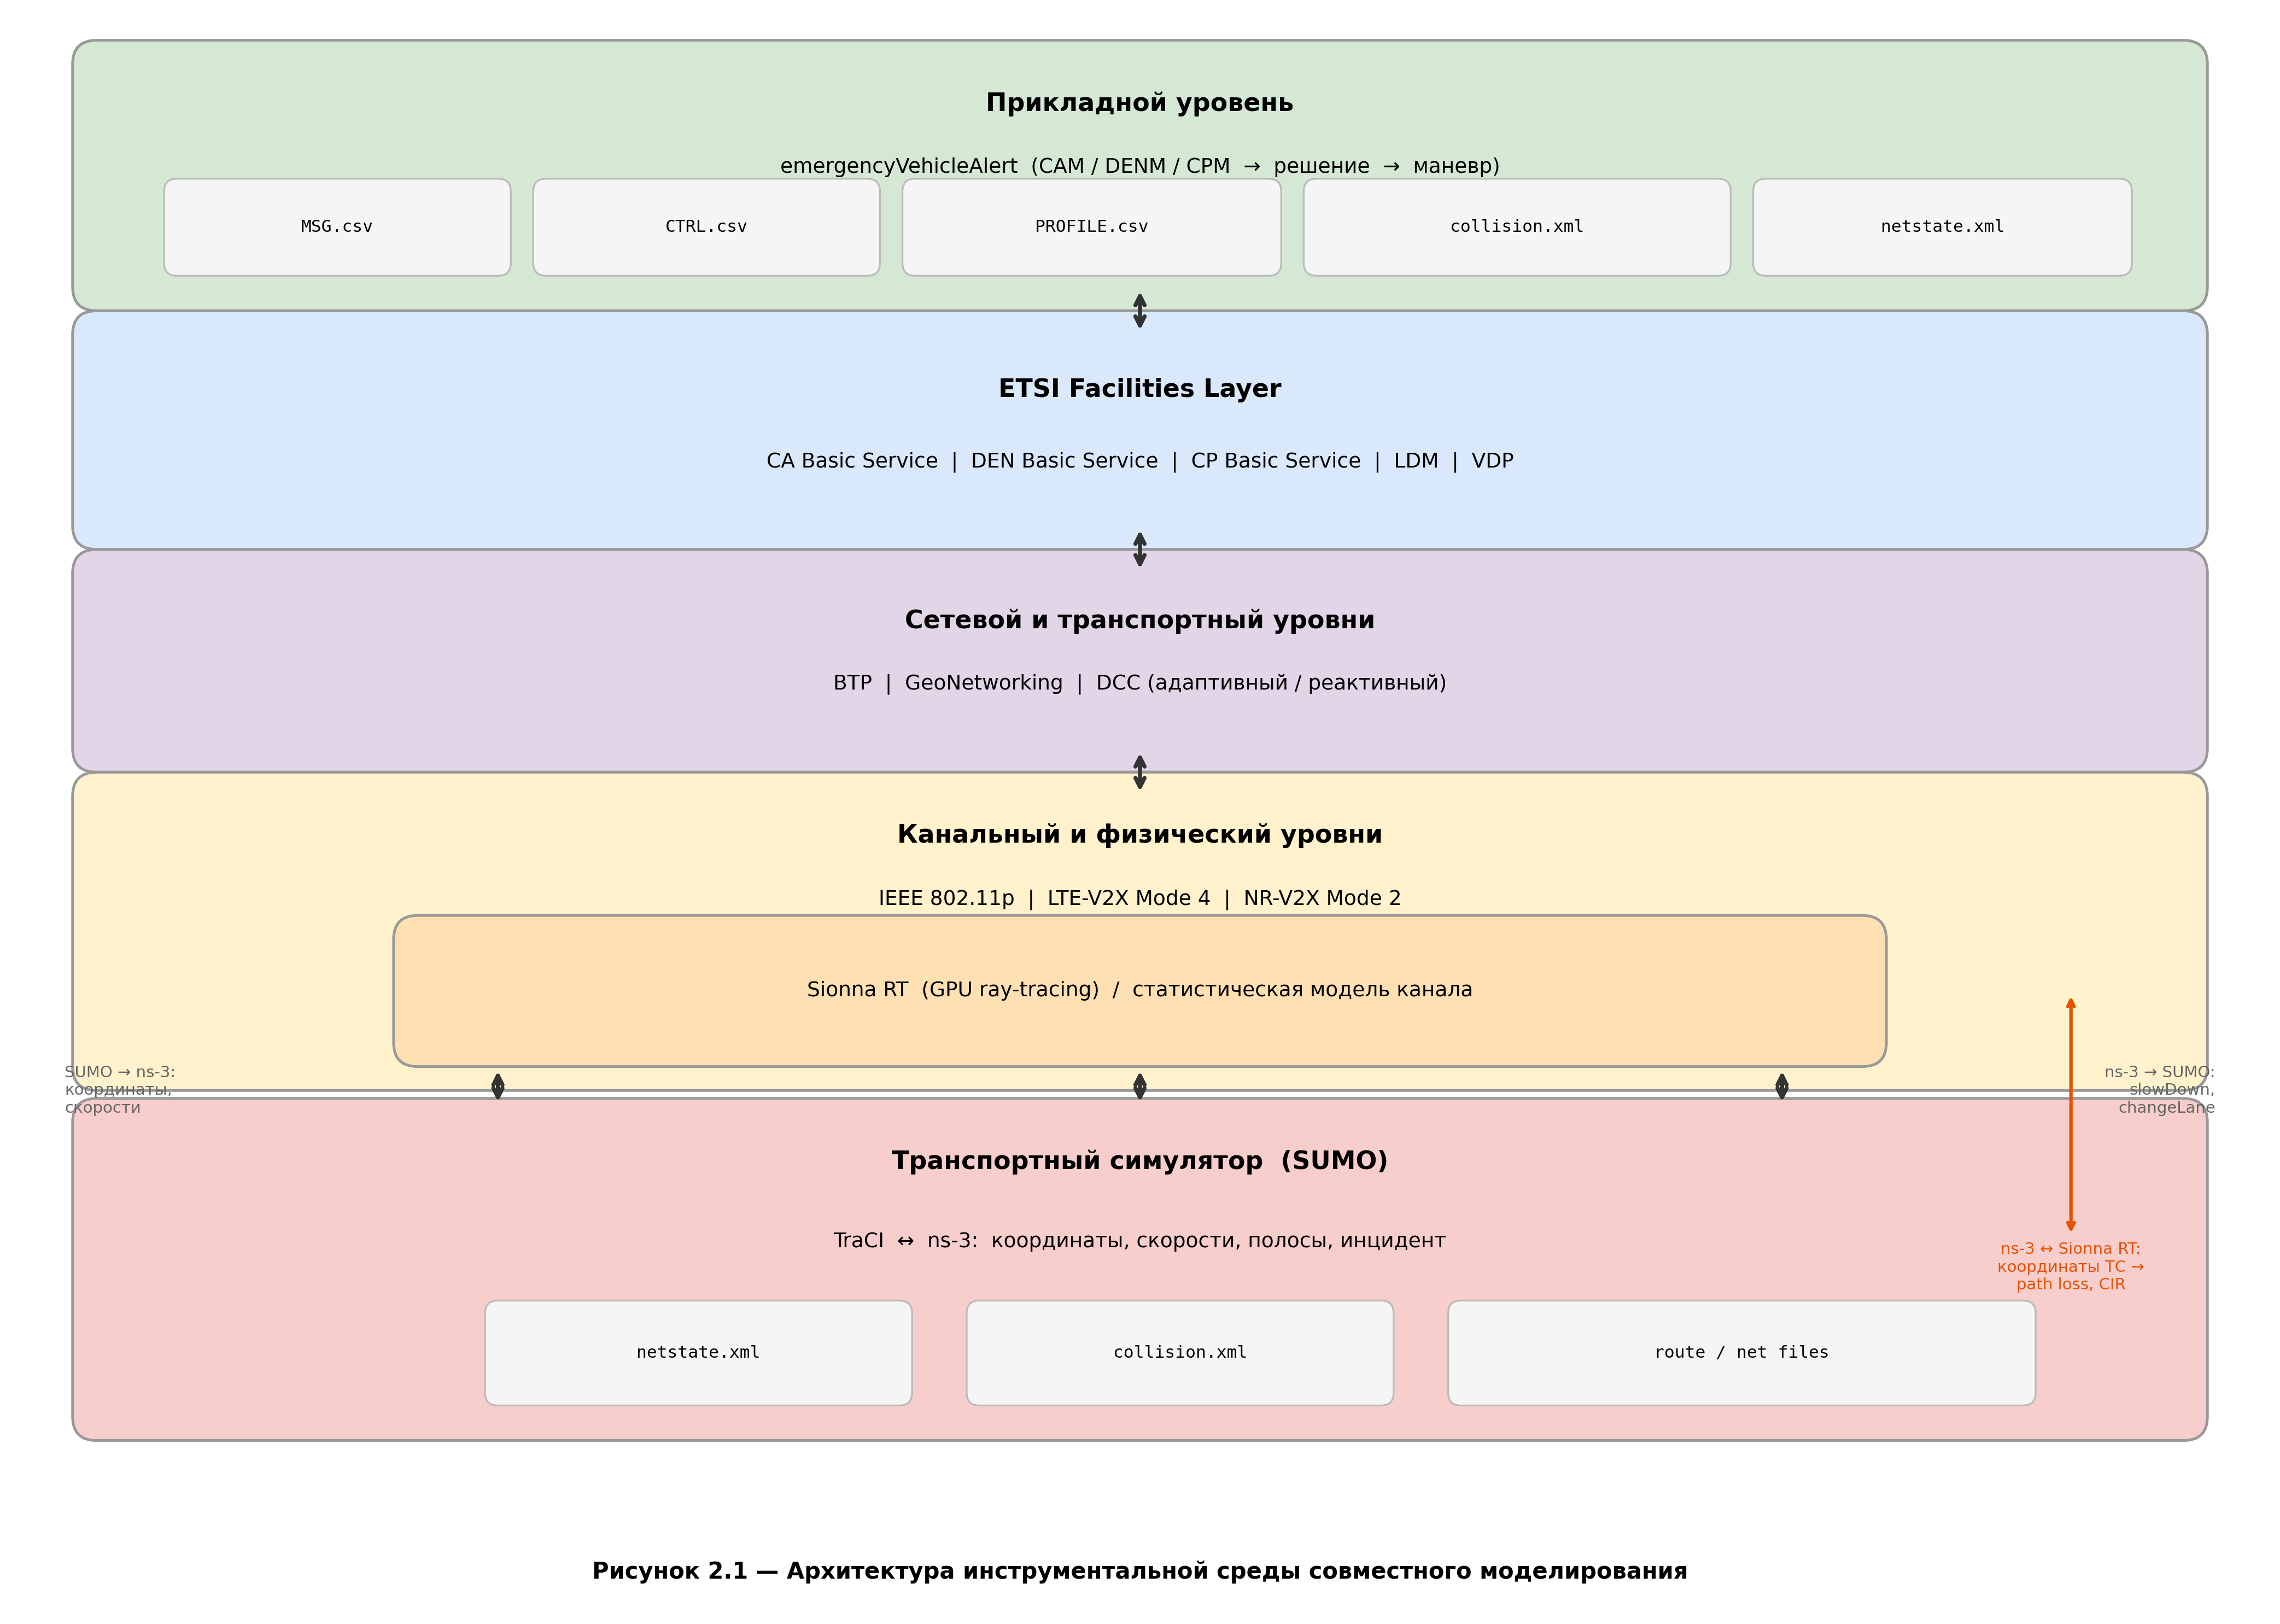 Прикладной уровень
emergencyVehicleAlert (CAM / DENM / CPM → решение → маневр)
MSG.csv
CTRL.csv
PROFILE.csv
collision.xml
netstate.xml
ETSI Facilities Layer
CA Basic Service | DEN Basic Service | CP Basic Service | LDM | VDP
Сетевой и транспортный уровни
BTP | GeoNetworking | DCC (адаптивный / реактивный)
Канальный и физический уровни
IEEE 802.11p | LTE-V2X Mode 4 | NR-V2X Mode 2
Sionna RT (GPU ray-tracing) / статистическая модель канала
SUMO → ns-3:
координаты,
скорости
ns-3 → SUMO:
slowDown,
changeLane
Транспортный симулятор (SUMO)
TraCI ↔ ns-3: координаты, скорости, полосы, инцидент
ns-3 ↔ Sionna RT:
координаты ТС →
path loss, CIR
netstate.xml
collision.xml
route / net files
Рисунок 2.1 — Архитектура инструментальной среды совместного моделирования